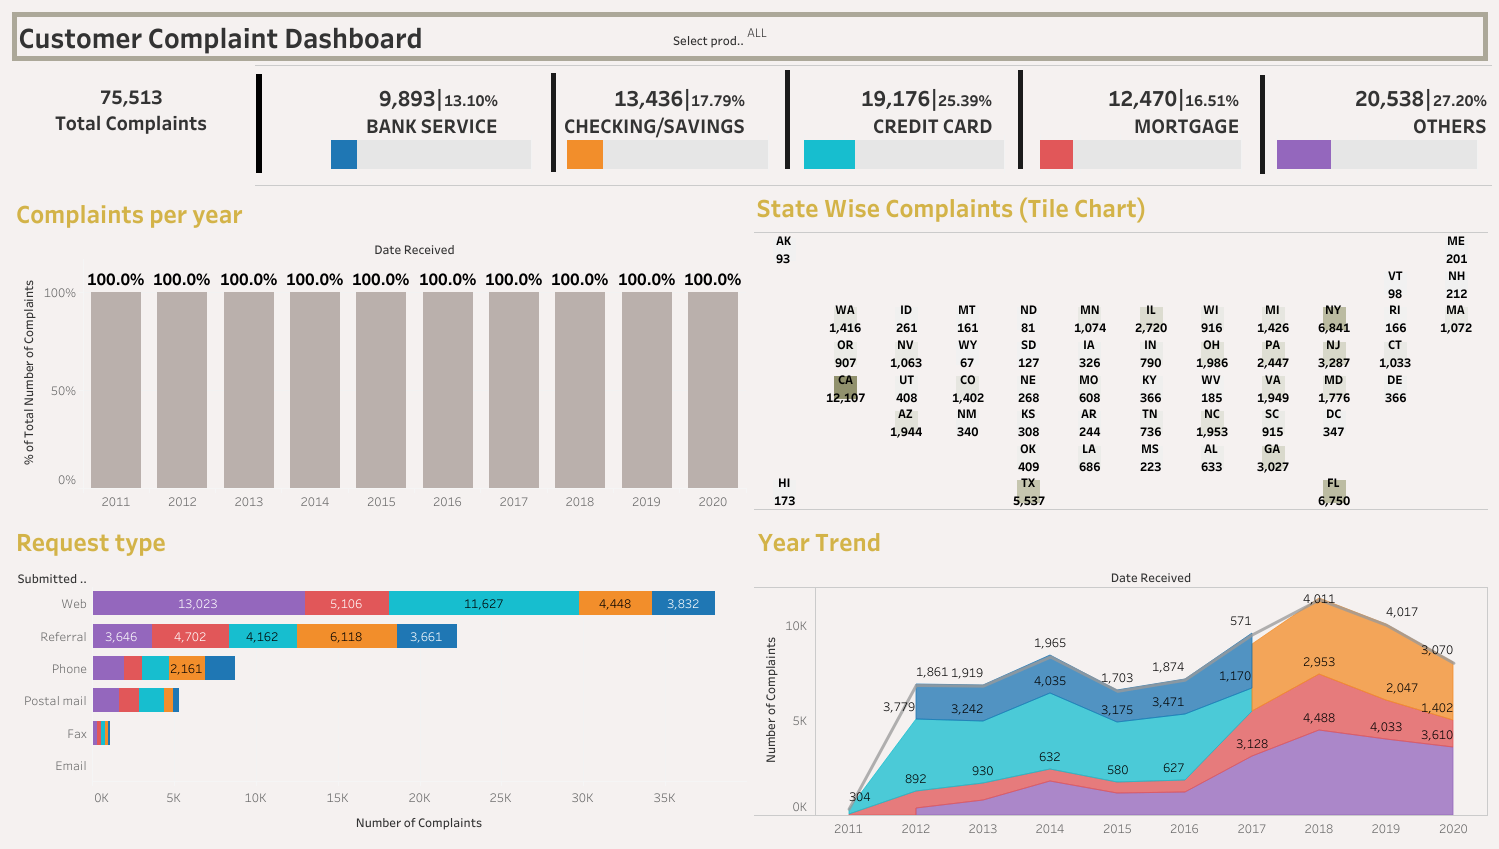 Customer Complaint Dashboard
Select prod.. ALL
75,513
Total Complaints
9,893|13.10%
BANK SERVICE
13,436|17.79%
CHECKING/SAVINGS
19,176|25.39%
CREDIT CARD
12,470|16.51%
MORTGAGE
20,538|27.20%
OTHERS
Complaints per year
Date Received
% of Total Number of Complaints
100.0% 100.0% 100.0% 100.0% 100.0% 100.0% 100.0% 100.0% 100.0% 100.0%
100%
50%
0%
2011 2012 2013 2014 2015 2016 2017 2018 2019 2020
State Wise Complaints (Tile Chart)
AK ME
93 201
VT NH
98 212
WA ID MT ND MN IL WI MI NY RI MA
1,416 261 161 81 1,074 2,720 916 1,426 6,841 166 1,072
OR NV WY SD IA IN OH PA NJ CT
907 1,063 67 127 326 790 1,986 2,447 3,287 1,033
CA UT CO NE MO KY WV VA MD DE
12,107 408 1,402 268 608 366 185 1,949 1,776 366
AZ NM KS AR TN NC SC DC
1,944 340 308 244 736 1,953 915 347
OK LA MS AL GA
409 686 223 633 3,027
HI TX FL
173 5,537 6,750
Request type
Submitted ..
Web 13,023 5,106 11,627 4,448 3,832
Referral 3,646 4,702 4,162 6,118 3,661
Phone 2,161
Postal mail
Fax
Email
0K 5K 10K 15K 20K 25K 30K 35K
Number of Complaints
Year Trend
Date Received
Number of Complaints
10K
5K
0K
4,011
571 4,017
1,965 3,070
1,861 1,919 1,703 1,874
4,035 1,170 2,953
3,779 3,242 3,175 3,471 2,047
1,402
4,488 4,033 3,610
892 930 632 580 627 3,128
304
2011 2012 2013 2014 2015 2016 2017 2018 2019 2020